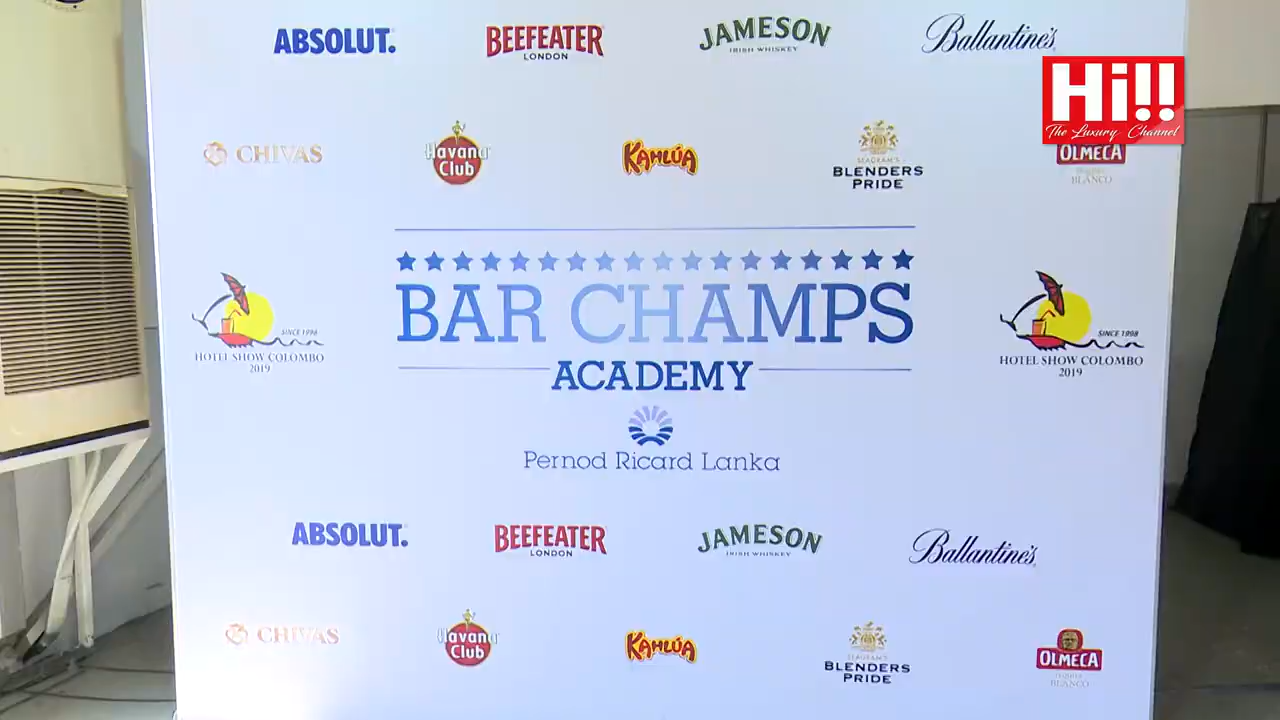 ABSOLUT.
BEEFEATER
LONDON
JAMESON
IRISH WHISKEY
Ballantine's
Hi!!
The Luxury Channel
CHIVAS
Havana
Club
KAHLÚA
SEAGRAM'S
BLENDERS
PRIDE
OLMECA
TEQUILA
BLANCO
BAR CHAMPS
ACADEMY
SINCE 1998
HOTEL SHOW COLOMBO
2019
SINCE 1998
HOTEL SHOW COLOMBO
2019
Pernod Ricard Lanka
ABSOLUT.
BEEFEATER
LONDON
JAMESON
IRISH WHISKEY
Ballantine's
CHIVAS
Havana
Club
KAHLÚA
SEAGRAM'S
BLENDERS
PRIDE
OLMECA
TEQUILA
BLANCO